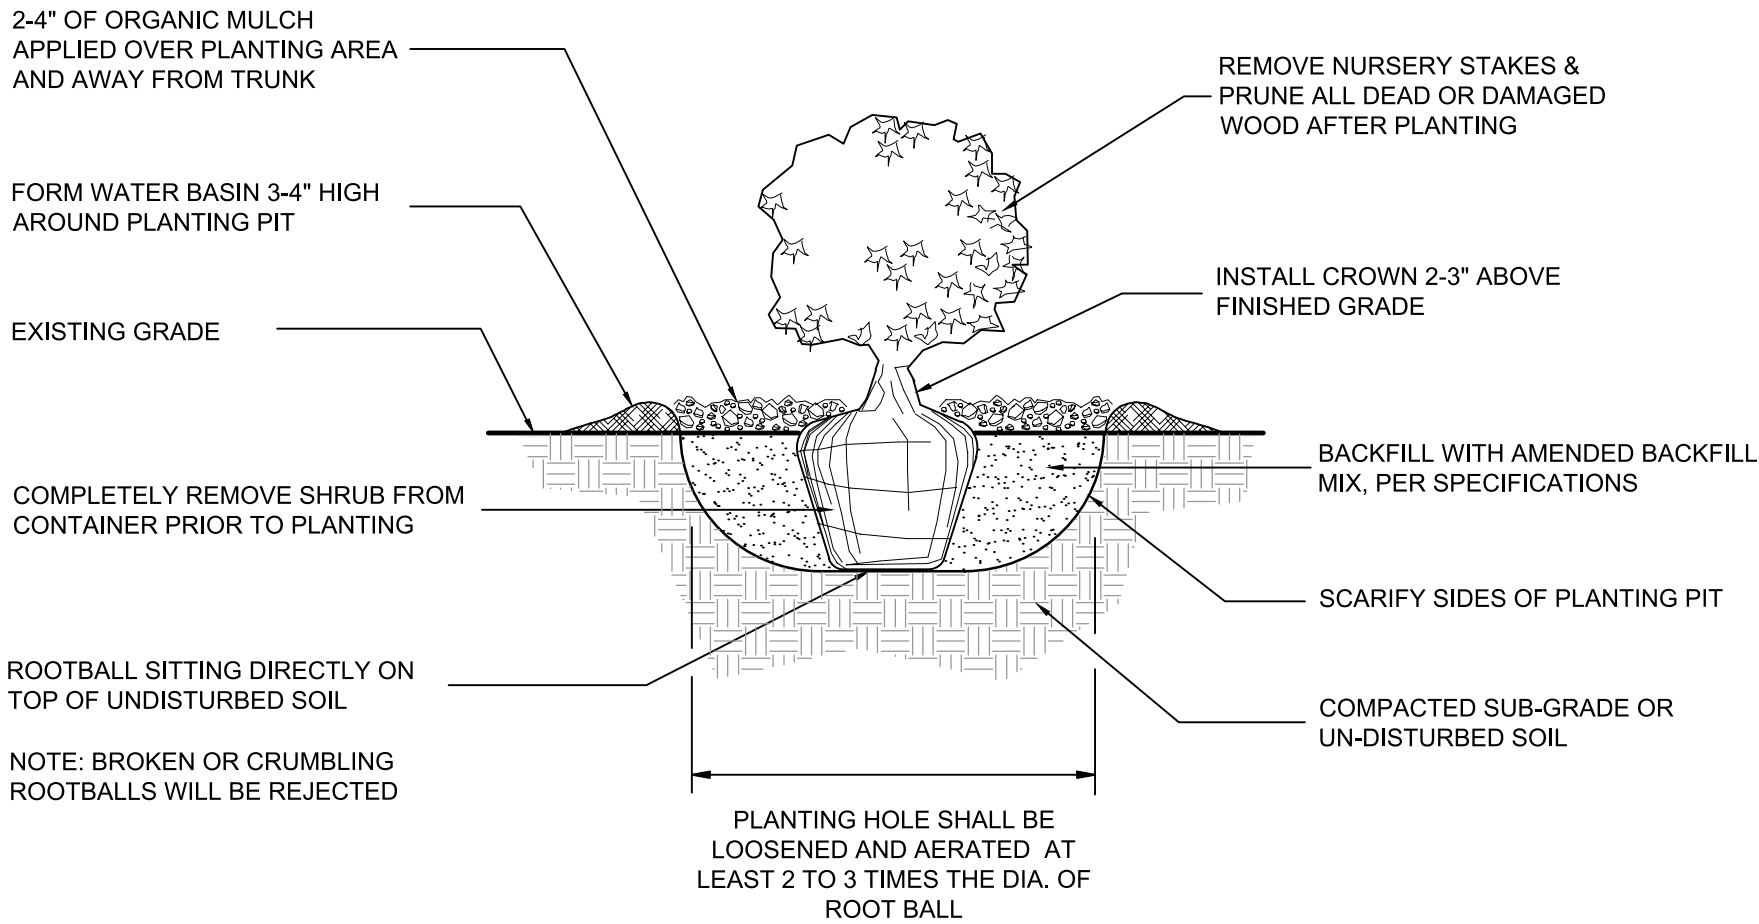 2-4" OF ORGANIC MULCH
APPLIED OVER PLANTING AREA
AND AWAY FROM TRUNK
FORM WATER BASIN 3-4" HIGH
AROUND PLANTING PIT
EXISTING GRADE
COMPLETELY REMOVE SHRUB FROM
CONTAINER PRIOR TO PLANTING
ROOTBALL SITTING DIRECTLY ON
TOP OF UNDISTURBED SOIL
NOTE: BROKEN OR CRUMBLING
ROOTBALLS WILL BE REJECTED
REMOVE NURSERY STAKES &
PRUNE ALL DEAD OR DAMAGED
WOOD AFTER PLANTING
INSTALL CROWN 2-3" ABOVE
FINISHED GRADE
BACKFILL WITH AMENDED BACKFILL
MIX, PER SPECIFICATIONS
SCARIFY SIDES OF PLANTING PIT
COMPACTED SUB-GRADE OR
UN-DISTURBED SOIL
PLANTING HOLE SHALL BE
LOOSENED AND AERATED AT
LEAST 2 TO 3 TIMES THE DIA. OF
ROOT BALL